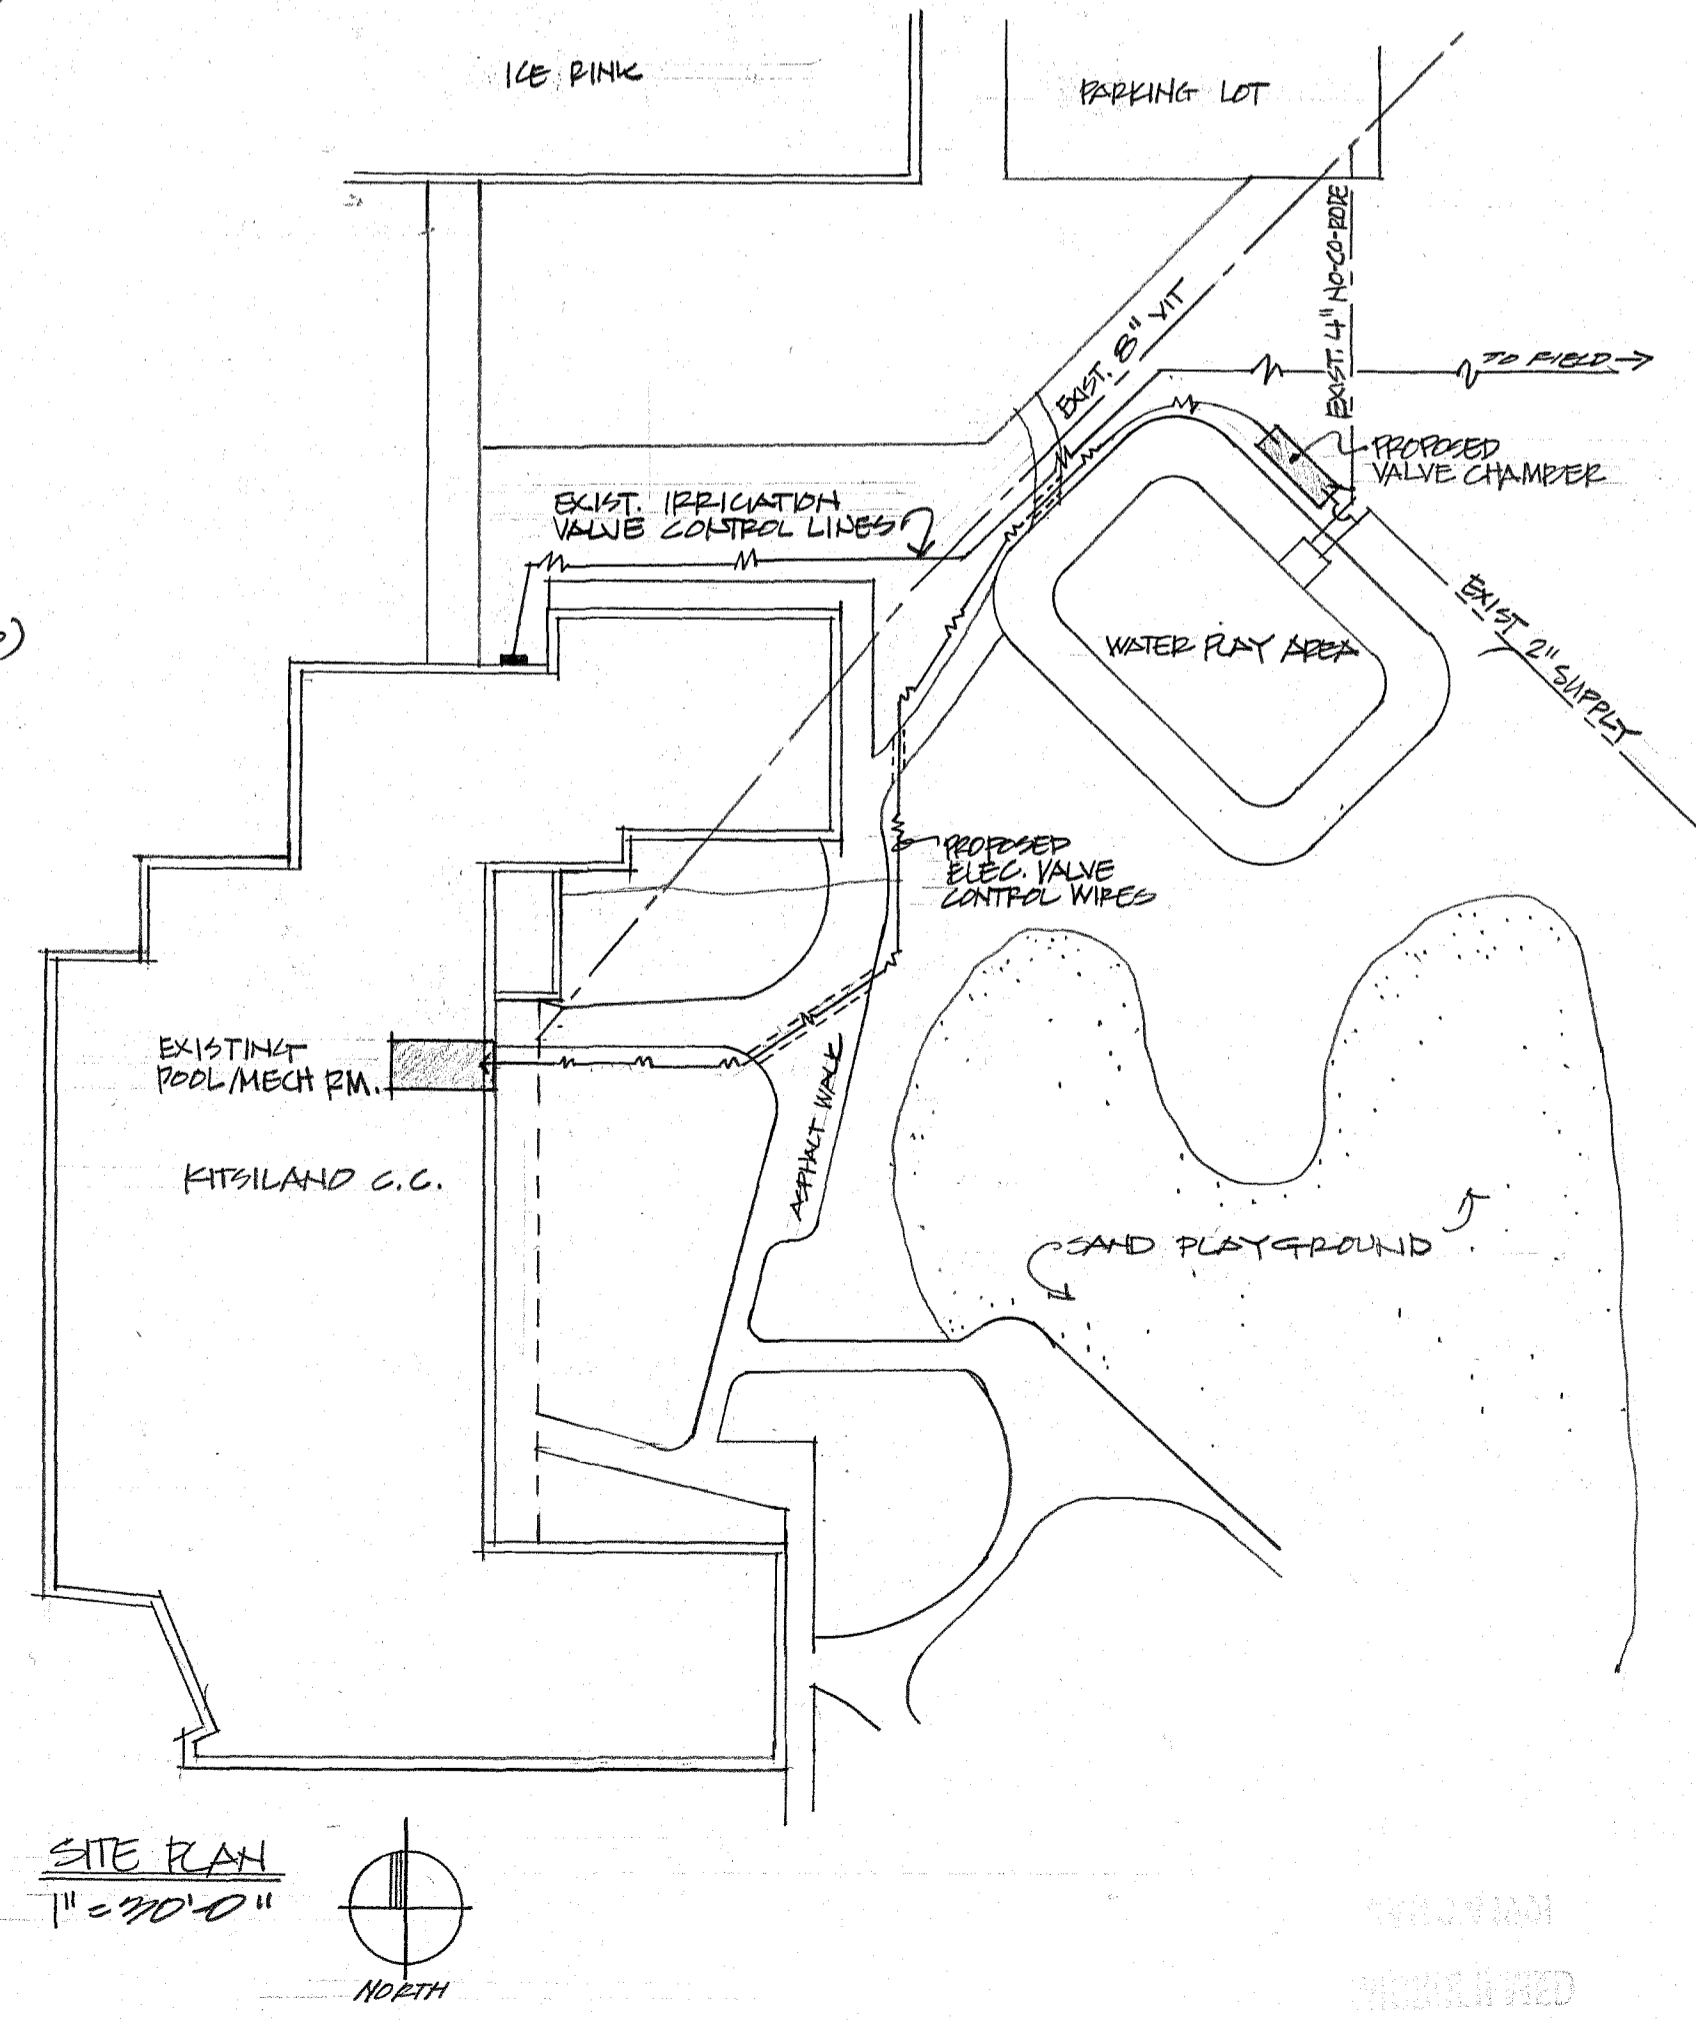 ICE RINK
PARKING LOT
EXIST. 4" NO-CO-RODE
EXIST. 8" VIT
TO FIELD
PROPOSED
VALVE CHAMBER
EXIST. IRRIGATION
VALVE CONTROL LINES
EXIST 2" SUPPLY
WATER PLAY AREA
PROPOSED
ELEC. VALVE
CONTROL WIRES
EXISTING
POOL/MECH RM.
ASPHALT WALK
KITSILAND C.C.
SAND PLAYGROUND
SITE PLAN
1" = 30'-0"
NORTH